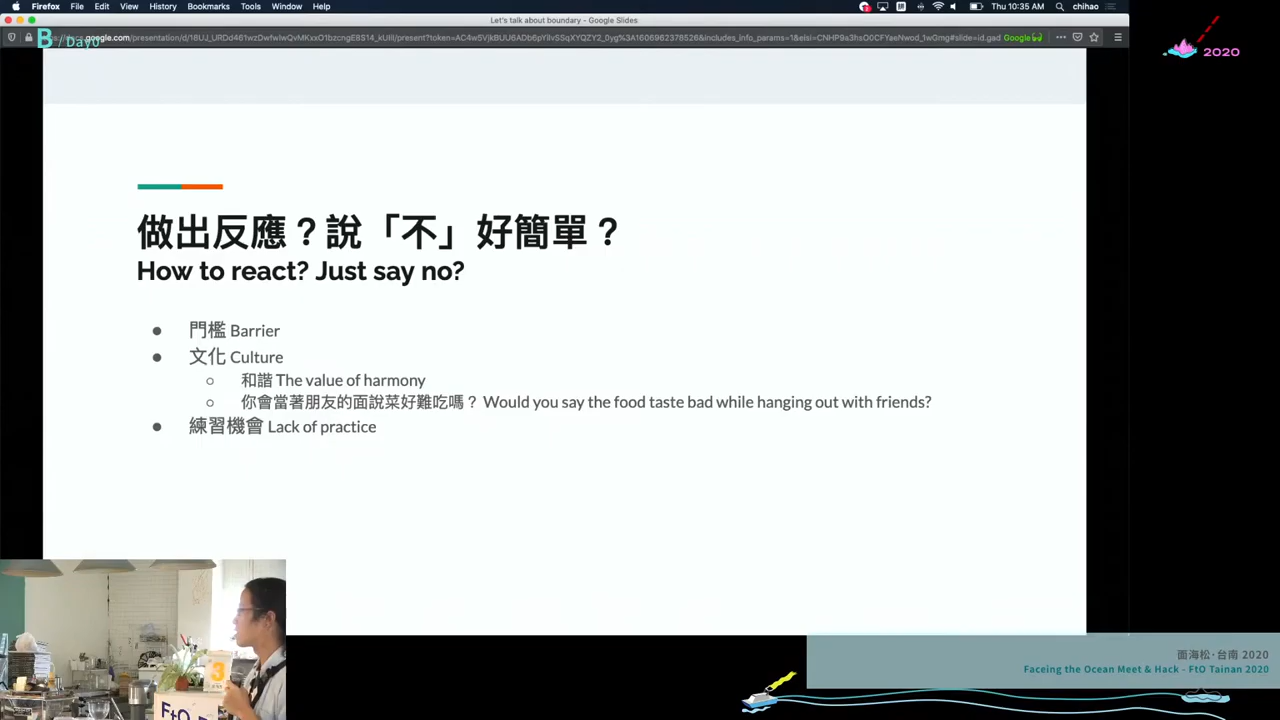 Firefox File Edit View History Bookmarks Tools Window Help
Thu 10:35 AM chihao
Let's talk about boundary - Google Slides
B / Day0
Google
2020
做出反應？說「不」好簡單？
How to react? Just say no?
門檻 Barrier
文化 Culture
和諧 The value of harmony
你會當著朋友的面說菜好難吃嗎？ Would you say the food taste bad while hanging out with friends?
練習機會 Lack of practice
3
面海松·台南 2020
Faceing the Ocean Meet & Hack - FtO Tainan 2020